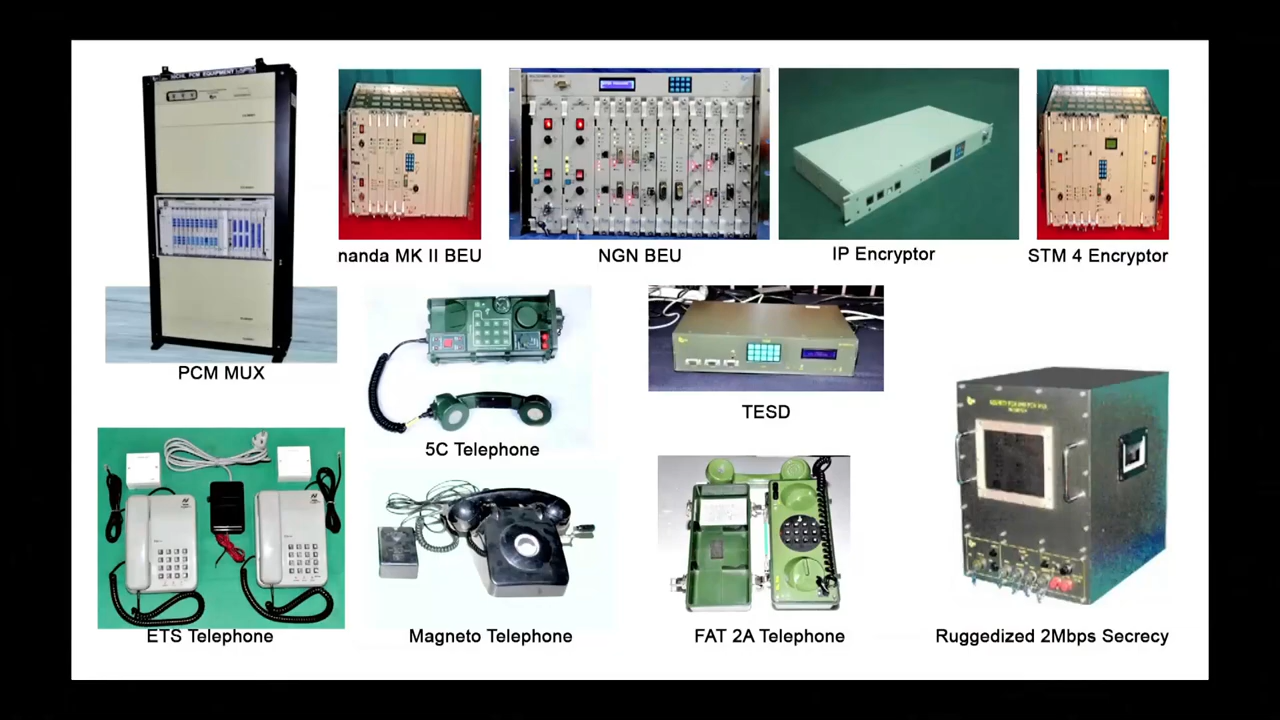 nanda MK II BEU
NGN BEU
IP Encryptor
STM 4 Encryptor
PCM MUX
5C Telephone
TESD
ETS Telephone
Magneto Telephone
FAT 2A Telephone
Ruggedized 2Mbps Secrecy